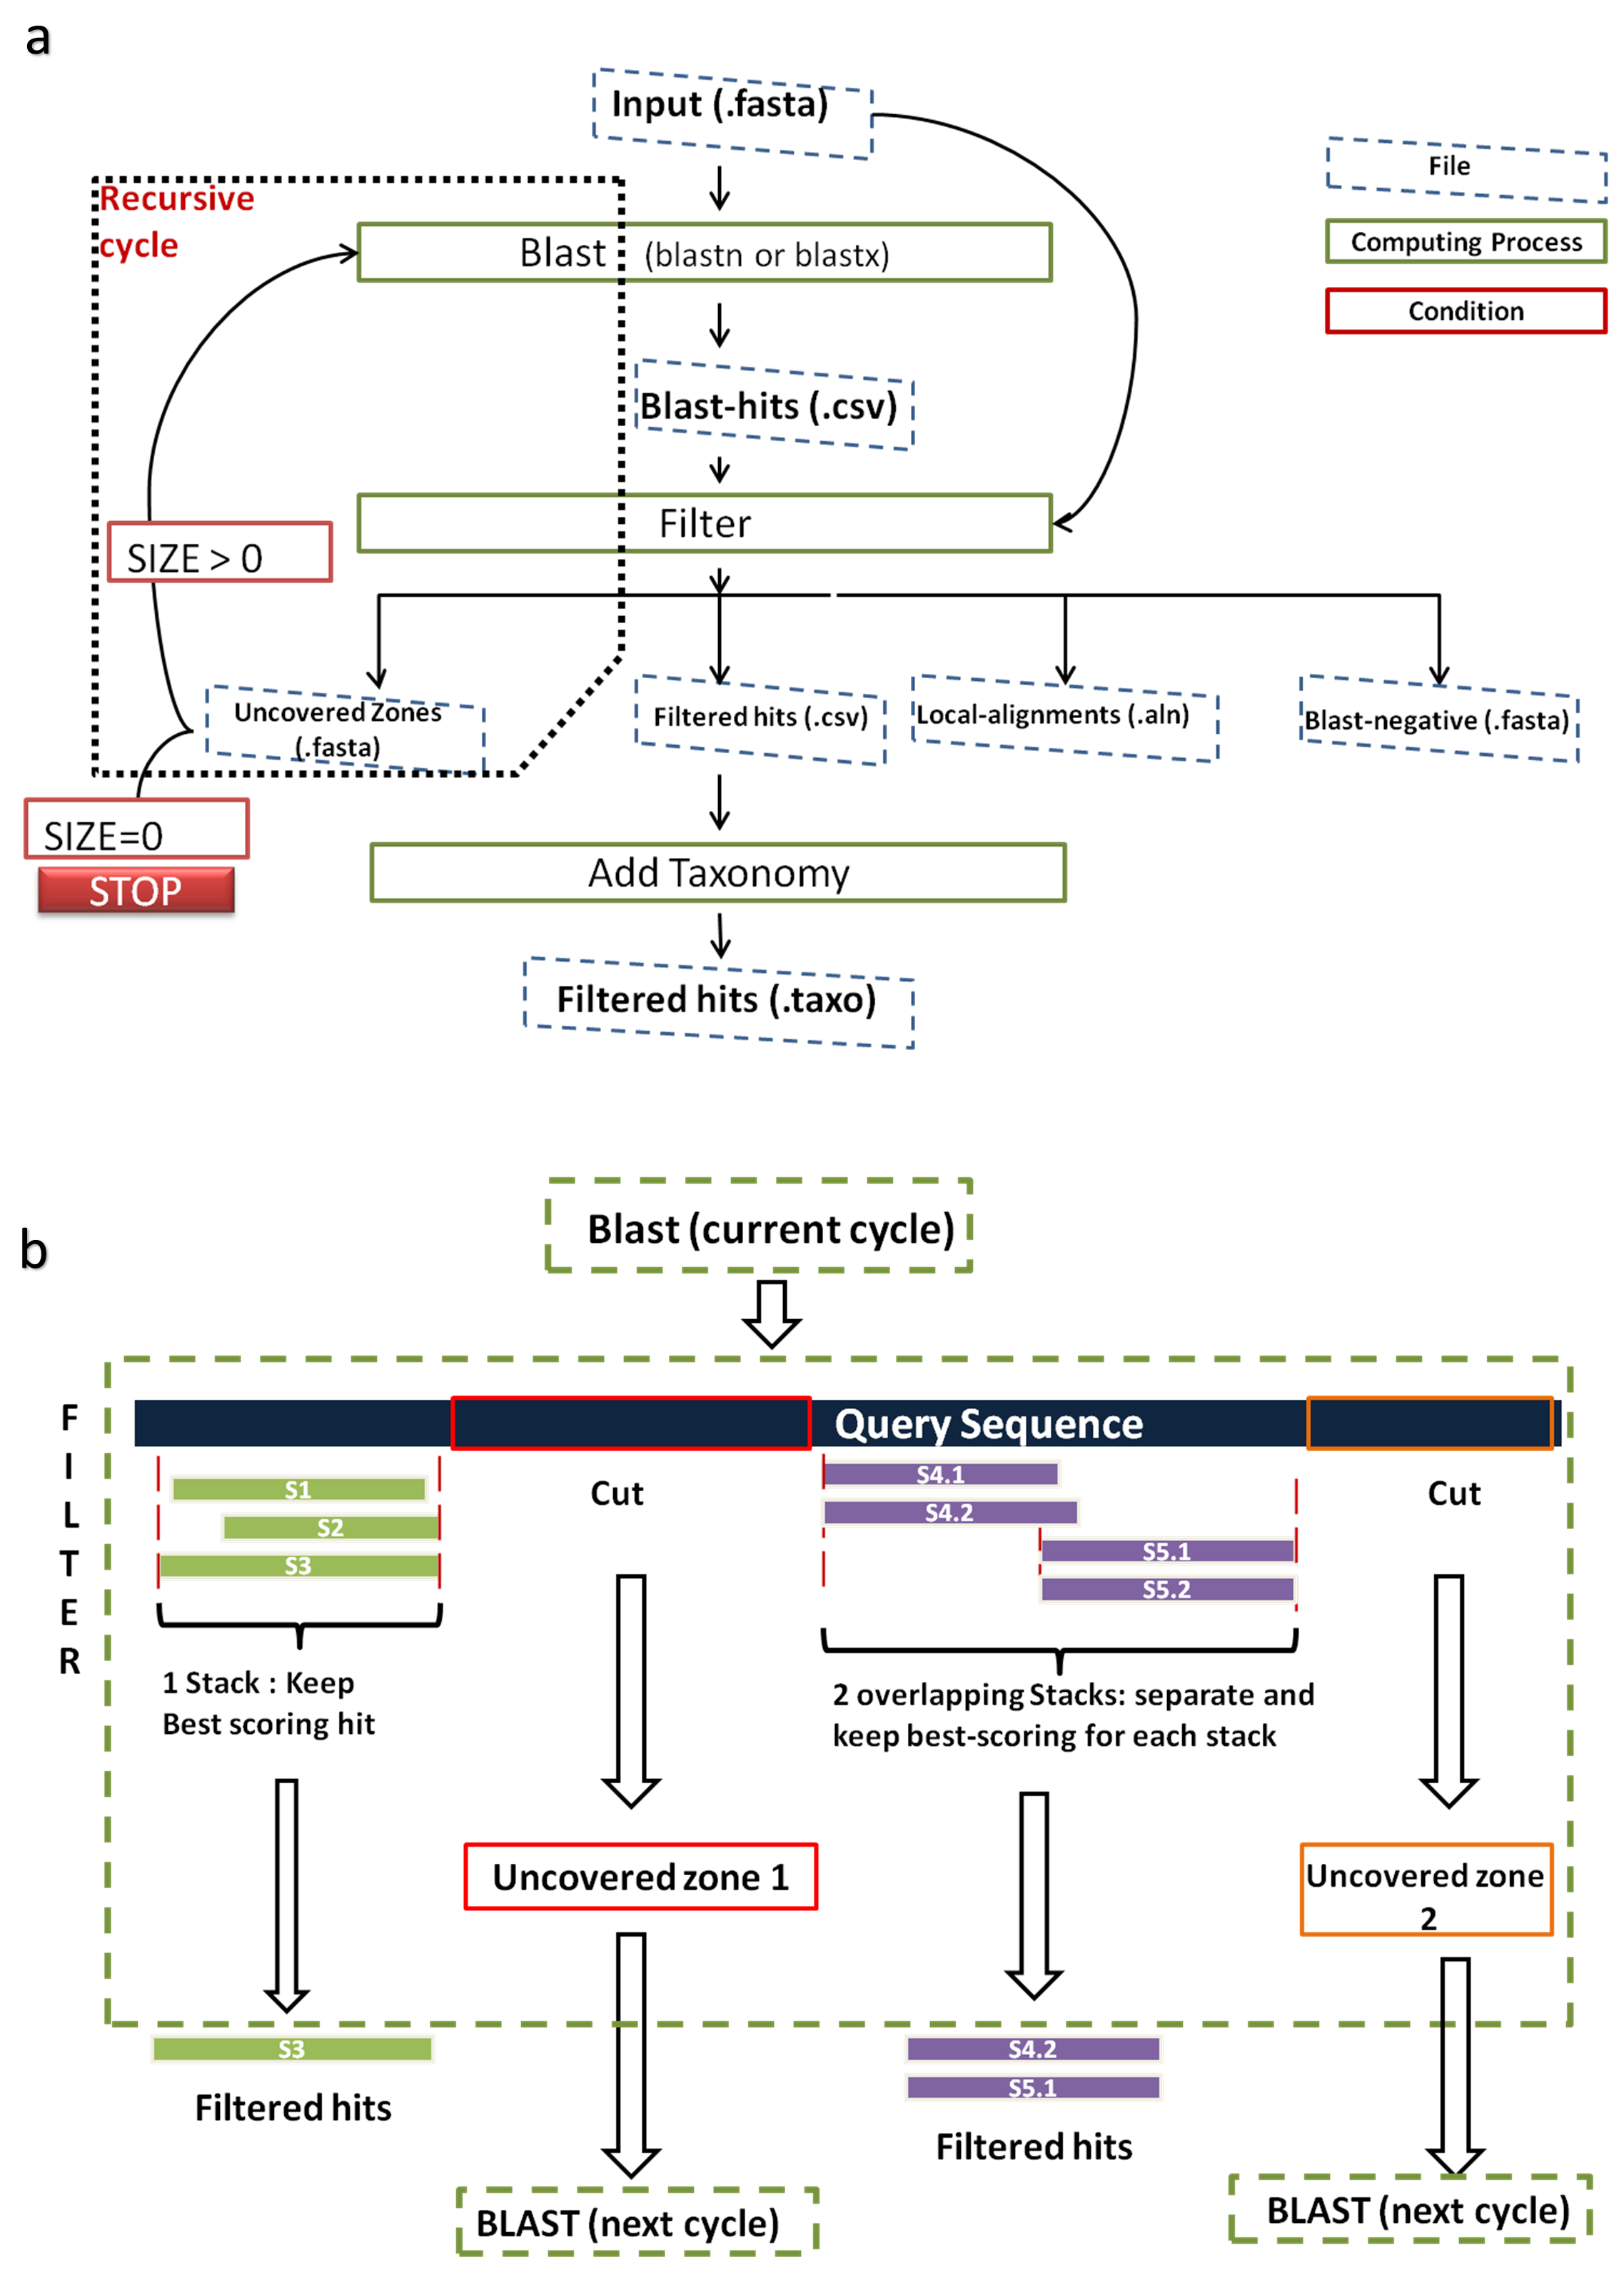 a
Input (.fasta)
File
Recursive
cycle
Computing Process
Blast (blastn or blastx)
Condition
Blast-hits (.csv)
Filter
SIZE > 0
Uncovered Zones
(.fasta)
Filtered hits (.csv)
Local-alignments (.aln)
Blast-negative (.fasta)
SIZE=0
STOP
Add Taxonomy
Filtered hits (.taxo)
b
Blast (current cycle)
F
I
L
T
E
R
Query Sequence
S1
S2
S3
Cut
S4.1
S4.2
S5.1
S5.2
Cut
1 Stack : Keep
Best scoring hit
2 overlapping Stacks: separate and
keep best-scoring for each stack
Uncovered zone 1
Uncovered zone
2
S3
Filtered hits
S4.2
S5.1
Filtered hits
BLAST (next cycle)
BLAST (next cycle)